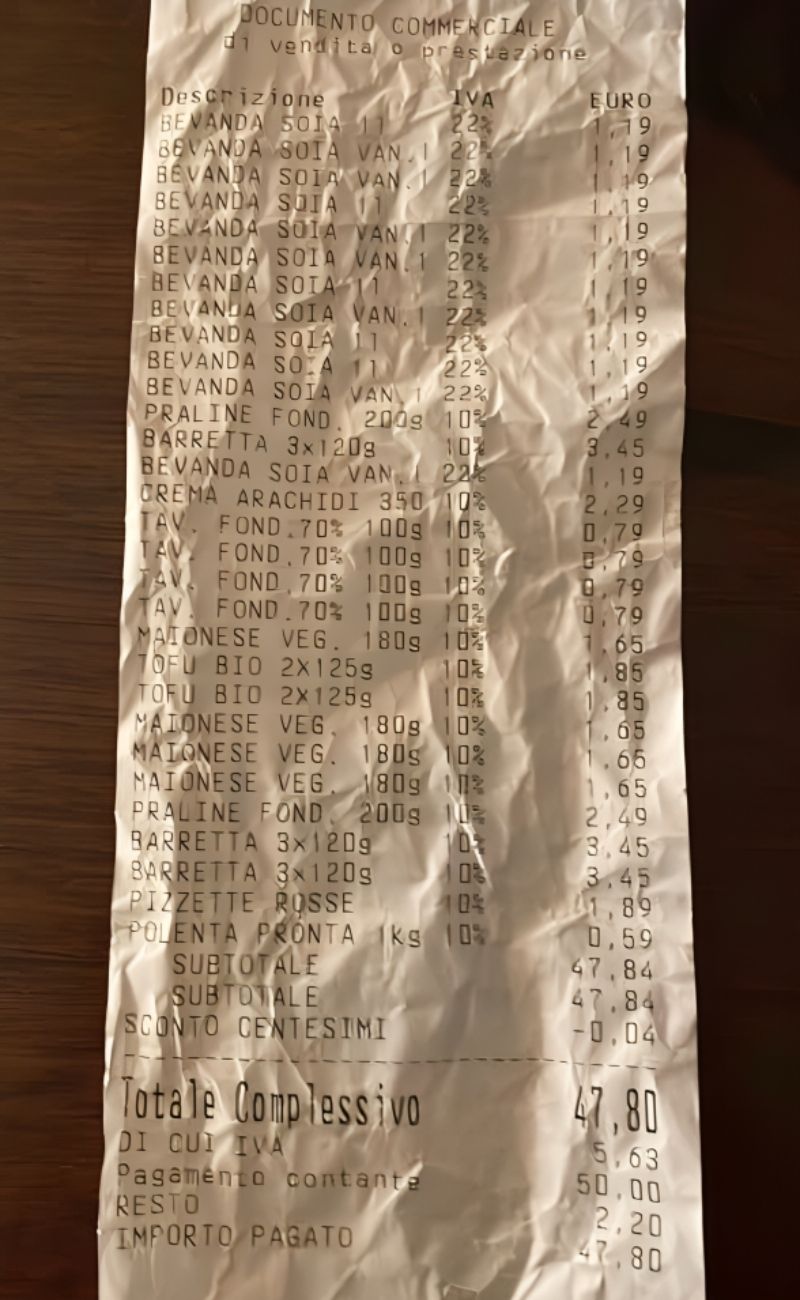 DOCUMENTO COMMERCIALE
di vendita o prestazione
Descrizione IVA EURO
BEVANDA SOIA 1l 22% 1,19
BEVANDA SOIA VAN.1 22% 1,19
BEVANDA SOIA VAN.1 22% 1,19
BEVANDA SOIA 1l 22% 1,19
BEVANDA SOIA VAN.1 22% 1,19
BEVANDA SOIA VAN.1 22% 1,19
BEVANDA SOIA 1l 22% 1,19
BEVANDA SOIA VAN.1 22% 1,19
BEVANDA SOIA 1l 22% 1,19
BEVANDA SOIA 1l 22% 1,19
BEVANDA SOIA VAN.1 22% 1,19
PRALINE FOND. 200g 10% 2,49
BARRETTA 3x120g 10% 3,45
BEVANDA SOIA VAN.1 22% 1,19
CREMA ARACHIDI 350 10% 2,29
TAV. FOND.70% 100g 10% 0,79
TAV. FOND.70% 100g 10% 0,79
TAV. FOND.70% 100g 10% 0,79
TAV. FOND.70% 100g 10% 0,79
MAIONESE VEG. 180g 10% 1,65
TOFU BIO 2X125g 10% 1,85
TOFU BIO 2X125g 10% 1,85
MAIONESE VEG. 180g 10% 1,65
MAIONESE VEG. 180g 10% 1,65
MAIONESE VEG. 180g 10% 1,65
PRALINE FOND. 200g 10% 2,49
BARRETTA 3x120g 10% 3,45
BARRETTA 3x120g 10% 3,45
PIZZETTE ROSSE 10% 1,89
POLENTA PRONTA 1kg 10% 0,59
SUBTOTALE 47,84
SUBTOTALE 47,84
SCONTO CENTESIMI -0,04
Totale Complessivo 47,80
DI CUI IVA 5,63
Pagamento contante 50,00
RESTO 2,20
IMPORTO PAGATO 47,80